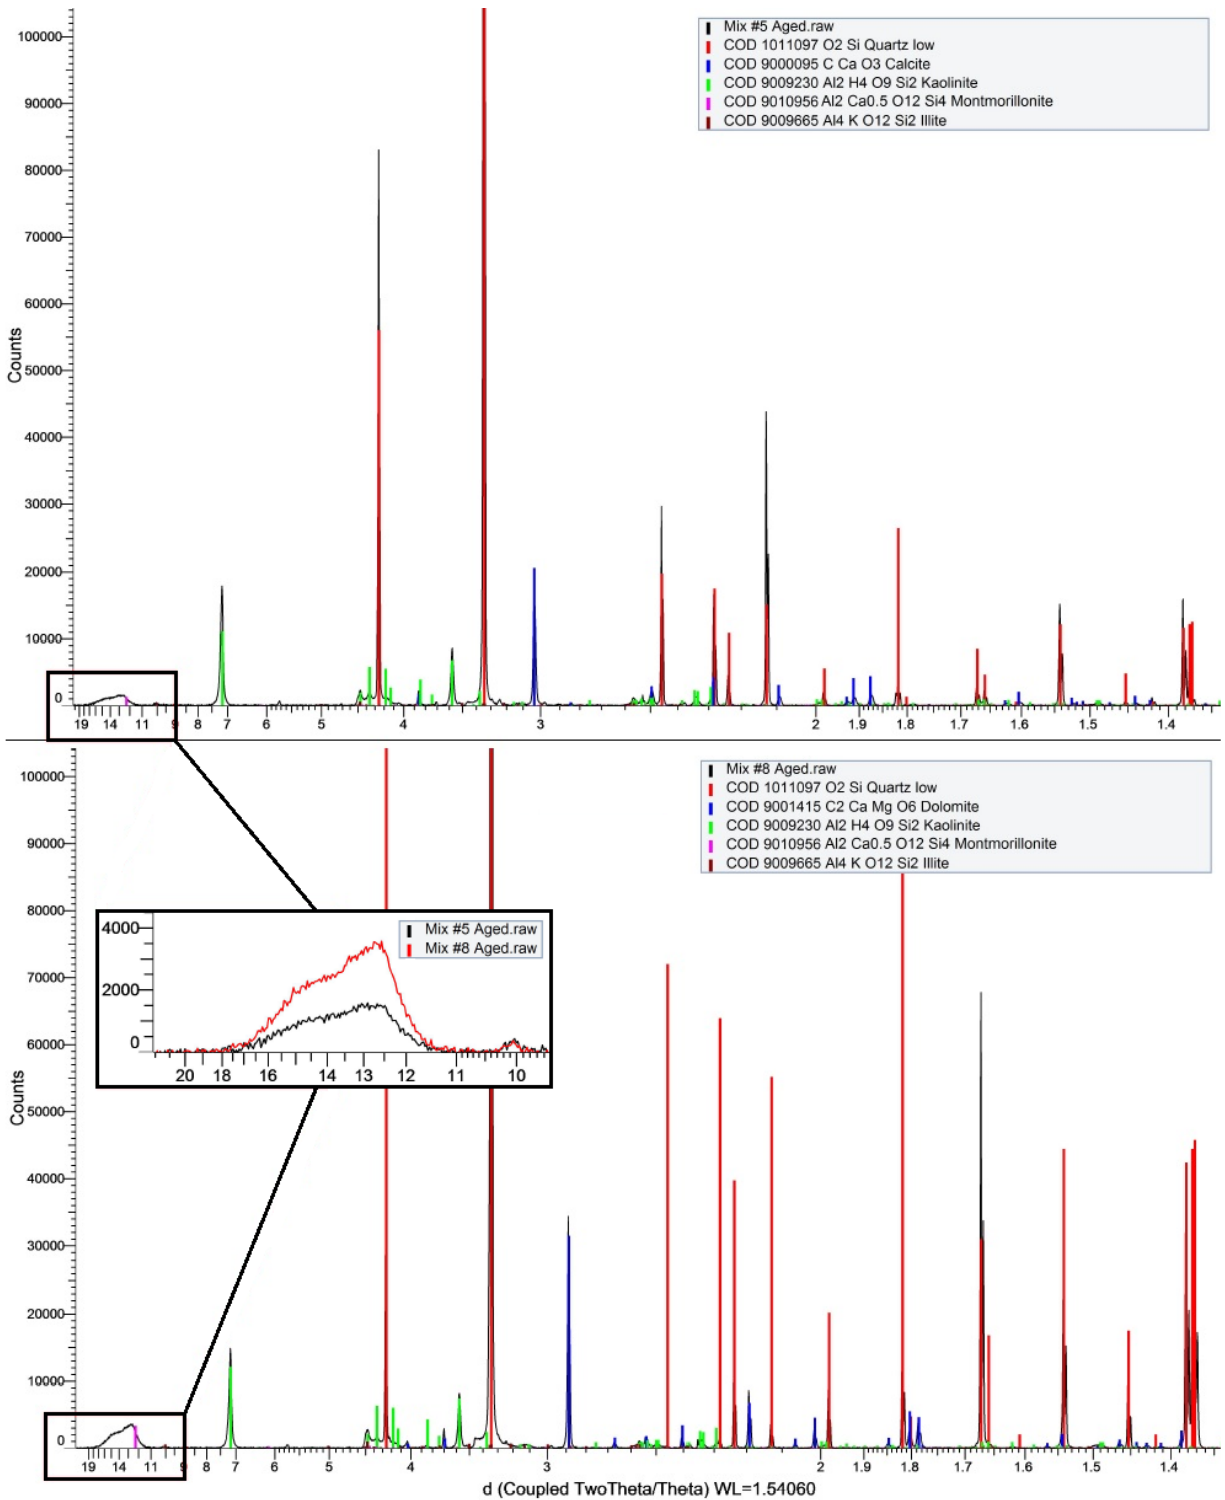 100000
90000
80000
70000
60000
50000
40000
30000
20000
10000
0
Counts
Mix #5 Aged.raw
COD 1011097 O2 Si Quartz low
COD 9000095 C Ca O3 Calcite
COD 9009230 Al2 H4 O9 Si2 Kaolinite
COD 9010956 Al2 Ca0.5 O12 Si4 Montmorillonite
COD 9009665 Al4 K O12 Si2 Illite
19 14 11 9 8 7 6 5 4 3 2 1.9 1.8 1.7 1.6 1.5 1.4
100000
90000
80000
70000
60000
50000
40000
30000
20000
10000
0
Counts
Mix #8 Aged.raw
COD 1011097 O2 Si Quartz low
COD 9001415 C2 Ca Mg O6 Dolomite
COD 9009230 Al2 H4 O9 Si2 Kaolinite
COD 9010956 Al2 Ca0.5 O12 Si4 Montmorillonite
COD 9009665 Al4 K O12 Si2 Illite
4000
2000
0
Mix #5 Aged.raw
Mix #8 Aged.raw
20 18 16 14 13 12 11 10
19 14 11 9 8 7 6 5 4 3 2 1.9 1.8 1.7 1.6 1.5 1.4
d (Coupled TwoTheta/Theta) WL=1.54060